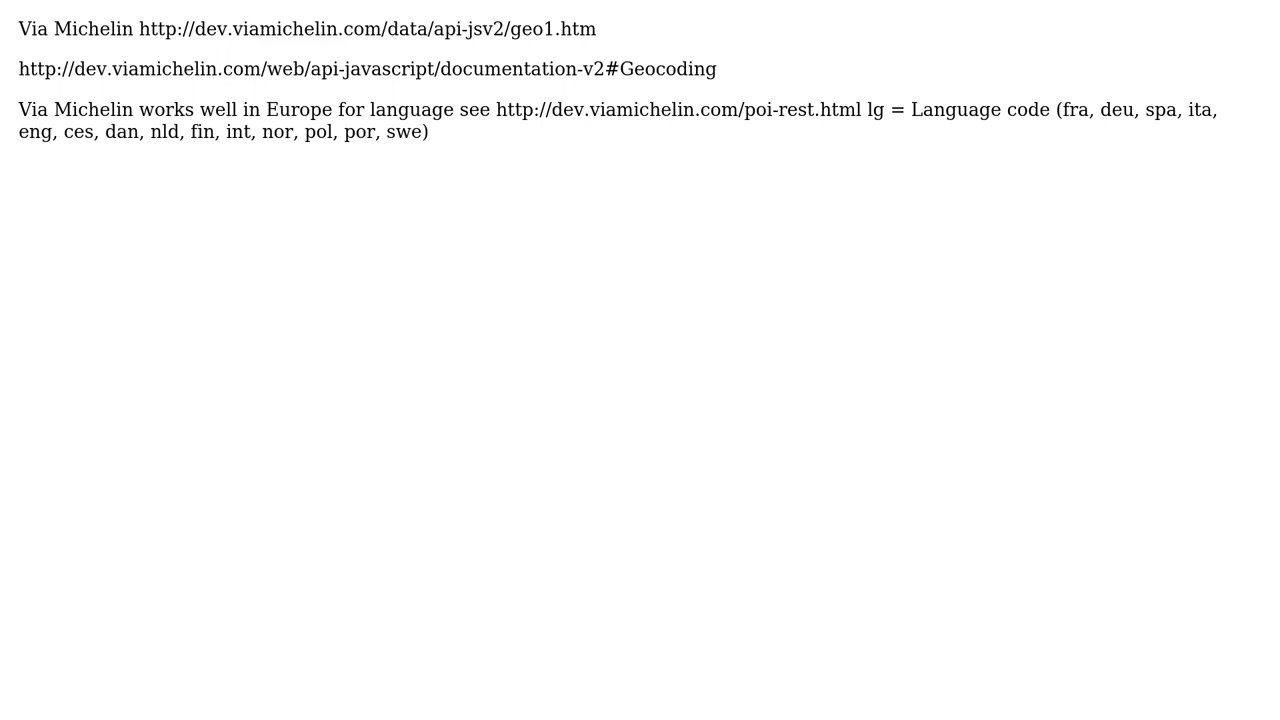 Via Michelin http://dev.viamichelin.com/data/api-jsv2/geo1.htm
http://dev.viamichelin.com/web/api-javascript/documentation-v2#Geocoding
Via Michelin works well in Europe for language see http://dev.viamichelin.com/poi-rest.html lg = Language code (fra, deu, spa, ita,
eng, ces, dan, nld, fin, int, nor, pol, por, swe)